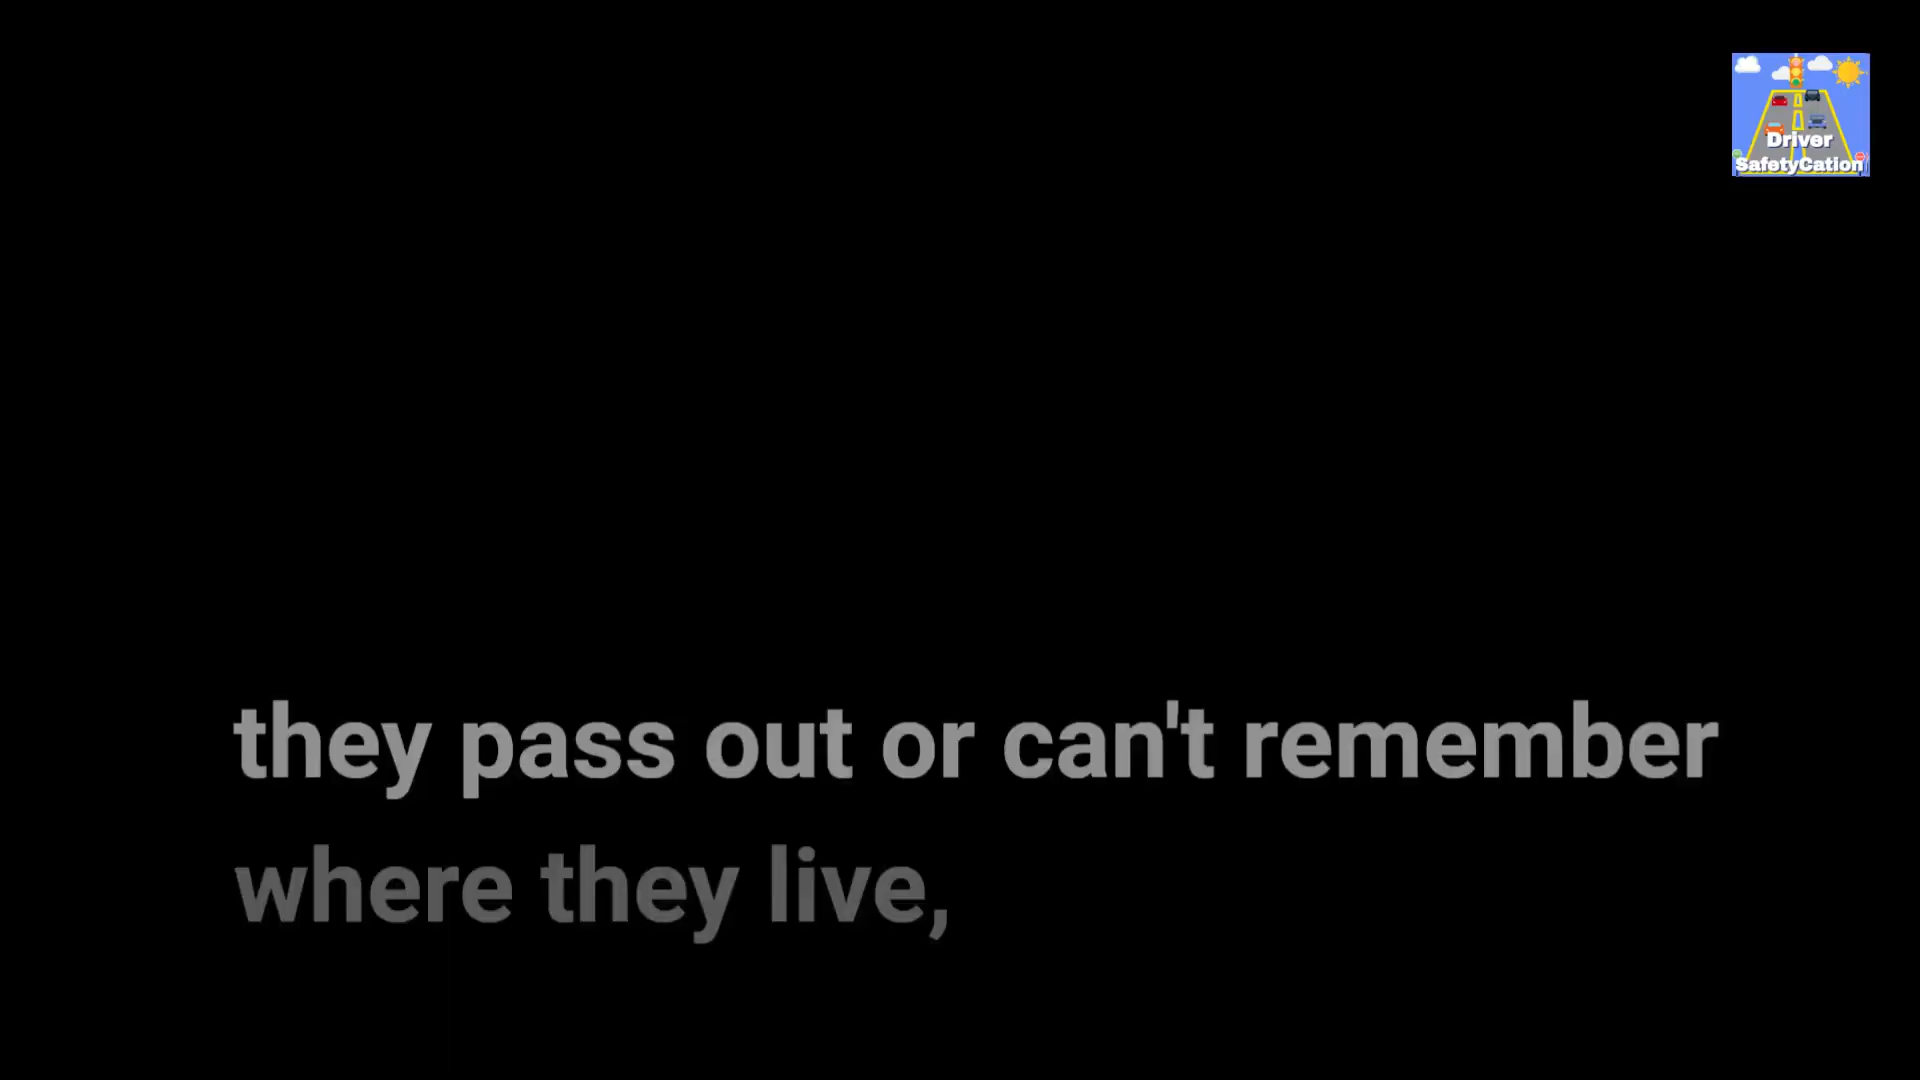 Driver
SafetyCation
they pass out or can't remember
where they live,